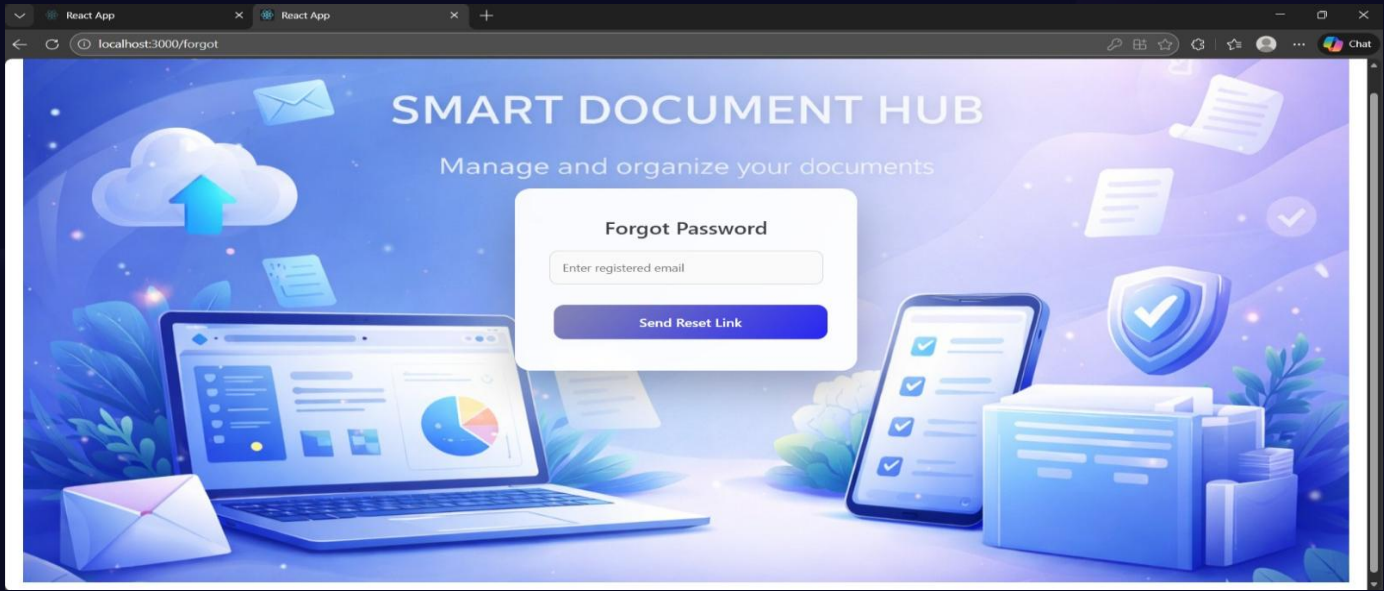 React App
React App
localhost:3000/forgot
Chat
SMART DOCUMENT HUB
Manage and organize your documents
Forgot Password
Enter registered email
Send Reset Link